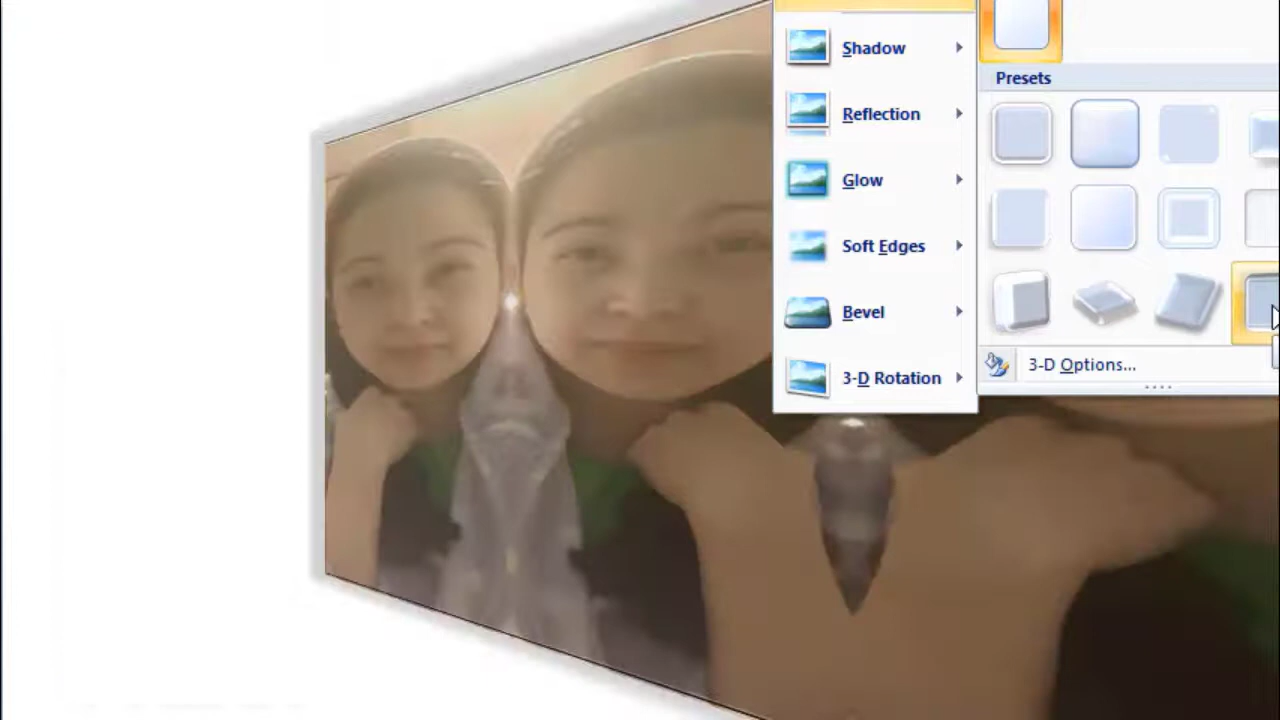 Shadow
Reflection
Glow
Soft Edges
Bevel
3-D Rotation
Presets
3-D Options...